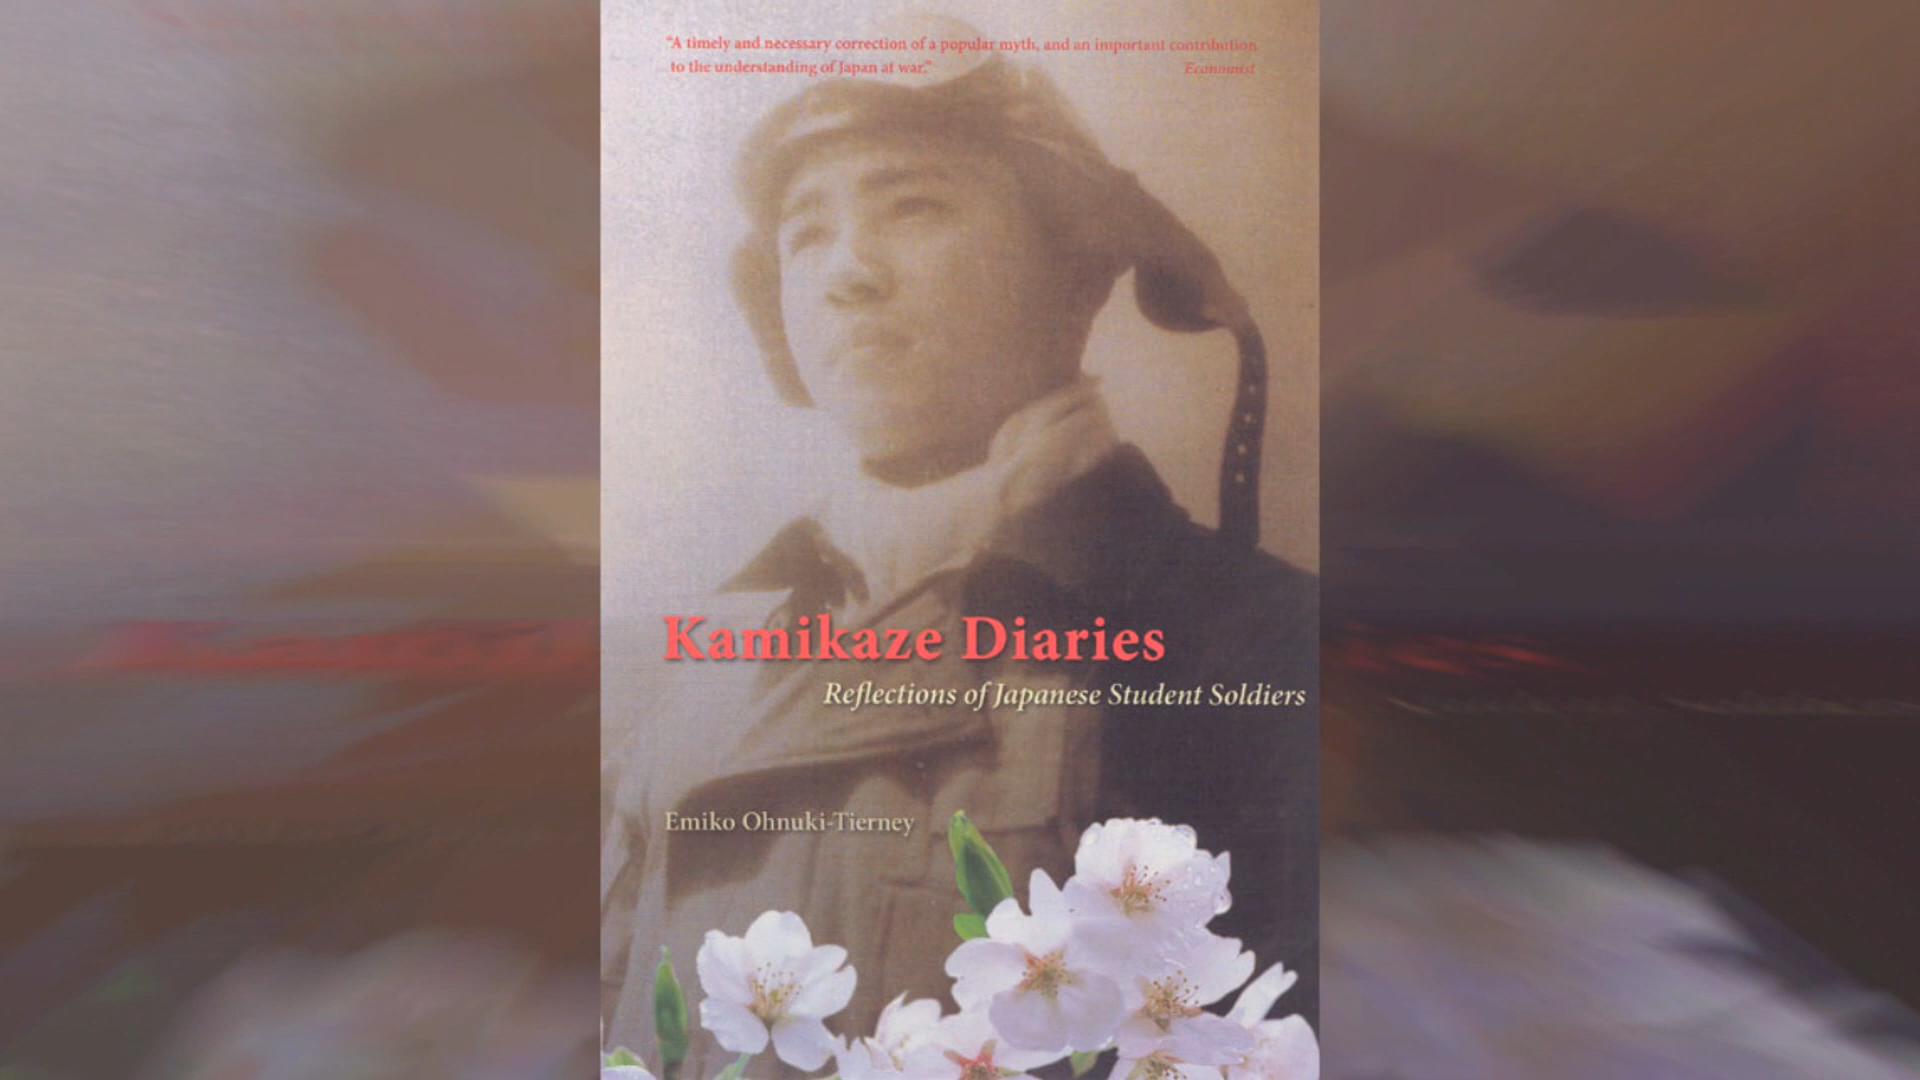 “A timely and necessary correction of a popular myth, and an important contribution
to the understanding of Japan at war.”
Economist
Kamikaze Diaries
Reflections of Japanese Student Soldiers
Emiko Ohnuki-Tierney